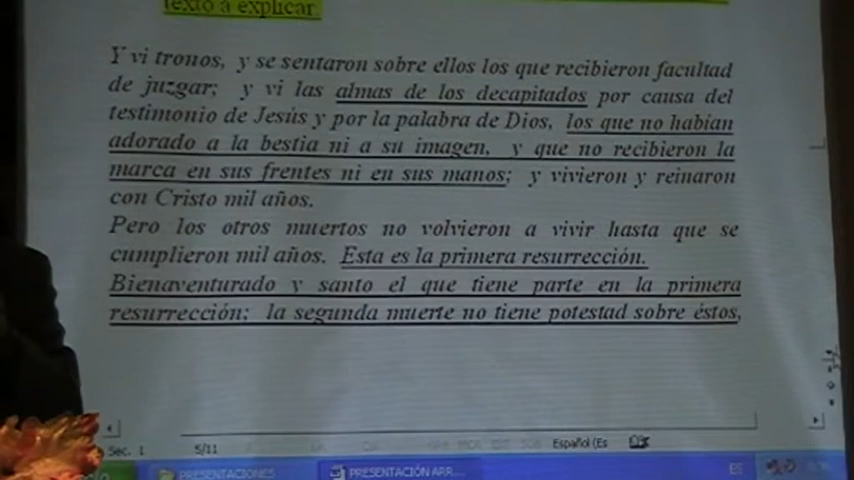 texto a explicar
Y vi tronos, y se sentaron sobre ellos los que recibieron facultad
de juzgar; y vi las almas de los decapitados por causa del
testimonio de Jesús y por la palabra de Dios, los que no habían
adorado a la bestia ni a su imagen, y que no recibieron la
marca en sus frentes ni en sus manos; y vivieron y reinaron
con Cristo mil años.
Pero los otros muertos no volvieron a vivir hasta que se
cumplieron mil años. Esta es la primera resurrección.
Bienaventurado y santo el que tiene parte en la primera
resurrección; la segunda muerte no tiene potestad sobre éstos,
Sec. 1 5/11 Español (Es
PRESENTACIONES PRESENTACIÓN ARR... ES